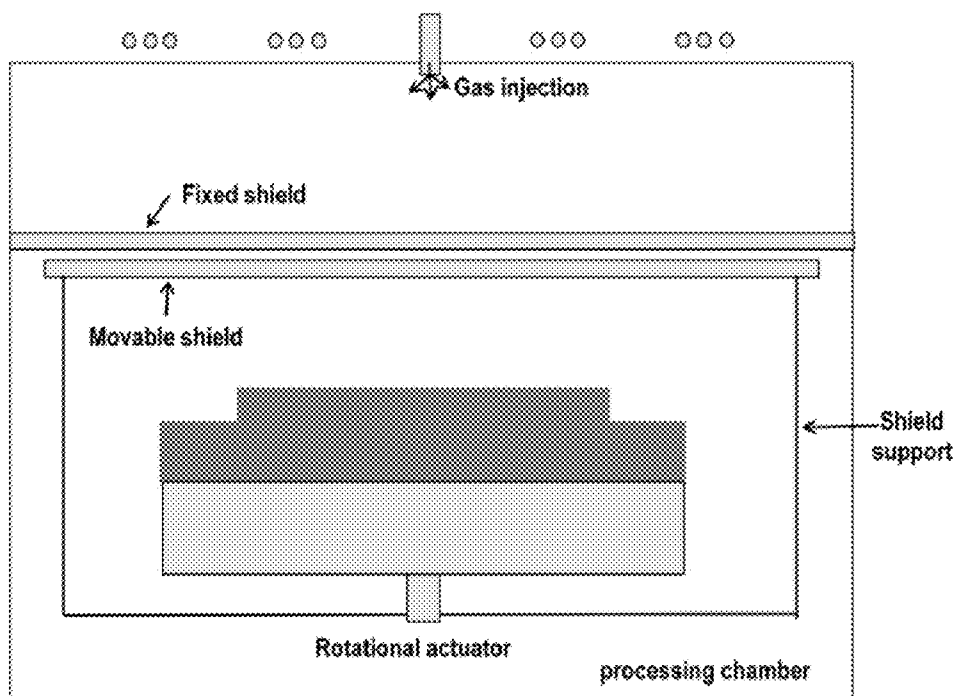 Gas injection
Fixed shield
Movable shield
Shield
support
Rotational actuator
processing chamber